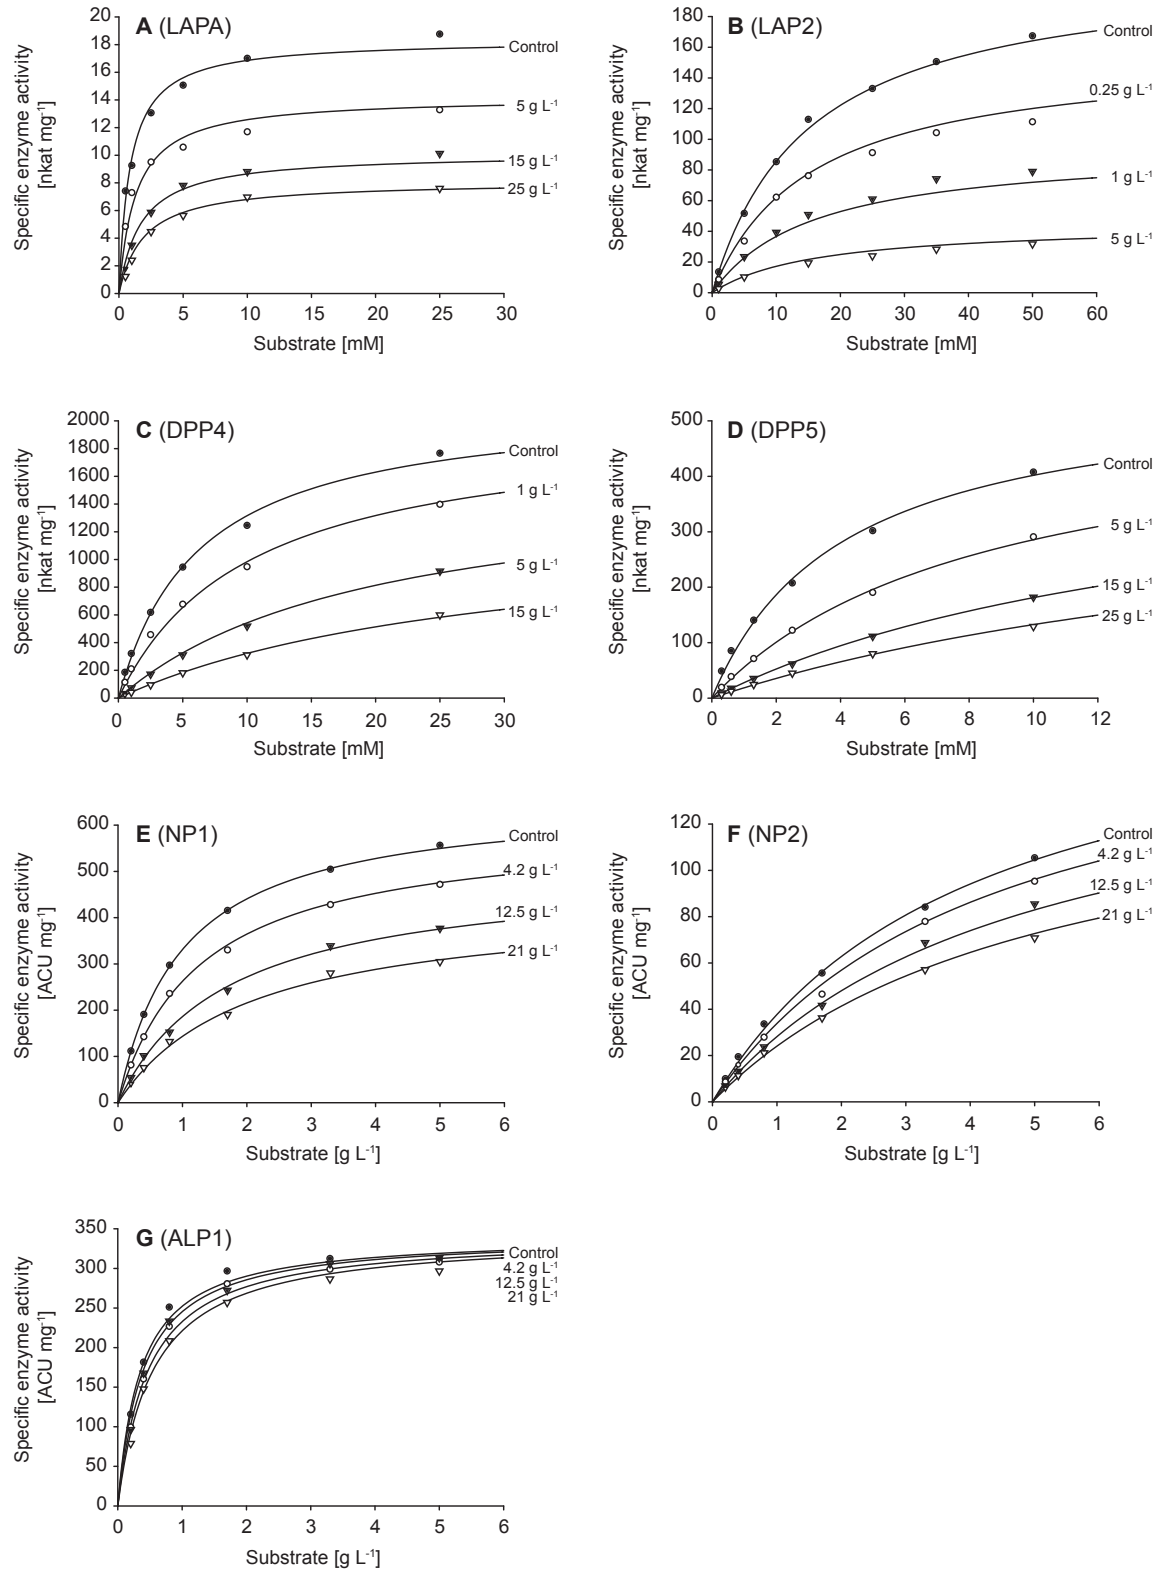 A (LAPA)
Specific enzyme activity
[nkat mg⁻¹]
20
18
16
14
12
10
8
6
4
2
0
0 5 10 15 20 25 30
Substrate [mM]
Control
5 g L⁻¹
15 g L⁻¹
25 g L⁻¹
B (LAP2)
Specific enzyme activity
[nkat mg⁻¹]
180
160
140
120
100
80
60
40
20
0
0 10 20 30 40 50 60
Substrate [mM]
Control
0.25 g L⁻¹
1 g L⁻¹
5 g L⁻¹
C (DPP4)
Specific enzyme activity
[nkat mg⁻¹]
2000
1800
1600
1400
1200
1000
800
600
400
200
0
0 5 10 15 20 25 30
Substrate [mM]
Control
1 g L⁻¹
5 g L⁻¹
15 g L⁻¹
D (DPP5)
Specific enzyme activity
[nkat mg⁻¹]
500
400
300
200
100
0
0 2 4 6 8 10 12
Substrate [mM]
Control
5 g L⁻¹
15 g L⁻¹
25 g L⁻¹
E (NP1)
Specific enzyme activity
[ACU mg⁻¹]
600
500
400
300
200
100
0
0 1 2 3 4 5 6
Substrate [g L⁻¹]
Control
4.2 g L⁻¹
12.5 g L⁻¹
21 g L⁻¹
F (NP2)
Specific enzyme activity
[ACU mg⁻¹]
120
100
80
60
40
20
0
0 1 2 3 4 5 6
Substrate [g L⁻¹]
Control
4.2 g L⁻¹
12.5 g L⁻¹
21 g L⁻¹
G (ALP1)
Specific enzyme activity
[ACU mg⁻¹]
350
300
250
200
150
100
50
0
0 1 2 3 4 5 6
Substrate [g L⁻¹]
Control
4.2 g L⁻¹
12.5 g L⁻¹
21 g L⁻¹